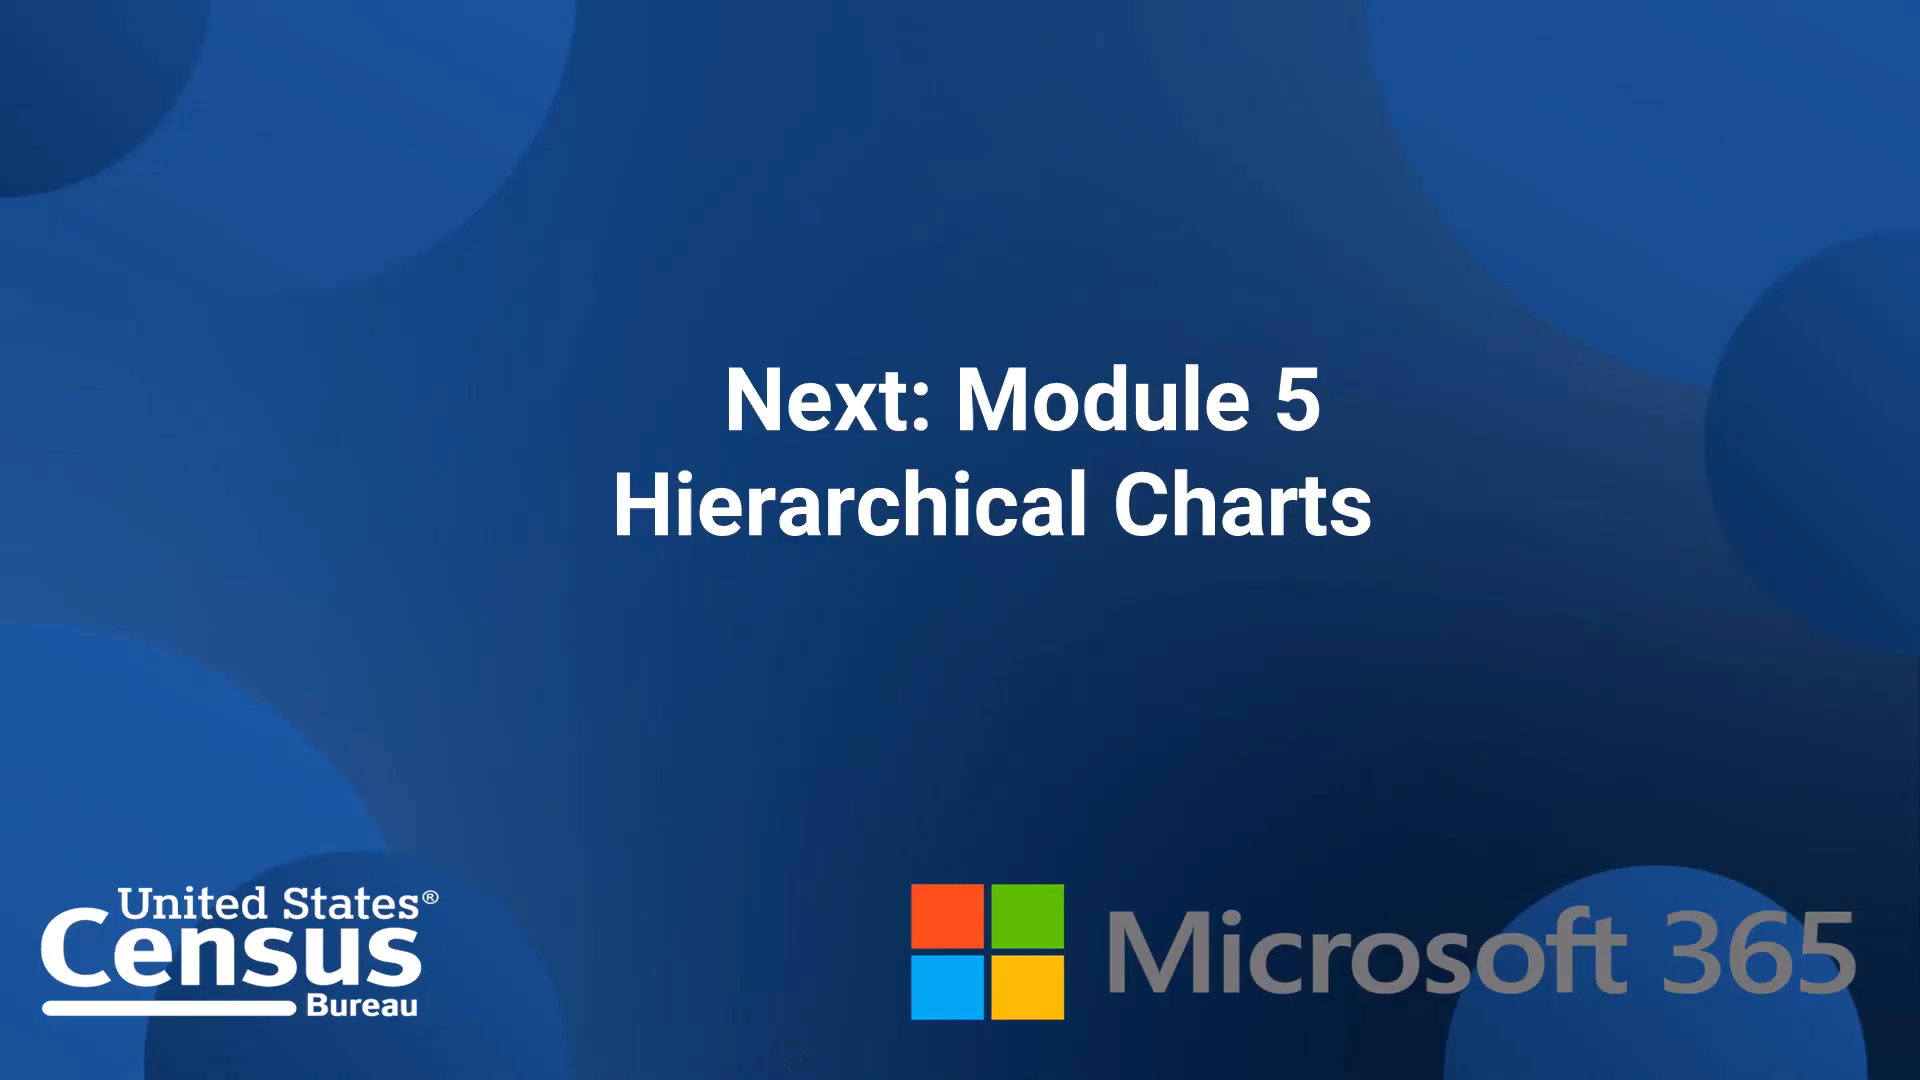 Next: Module 5
Hierarchical Charts
United States®
Census
Bureau
Microsoft 365